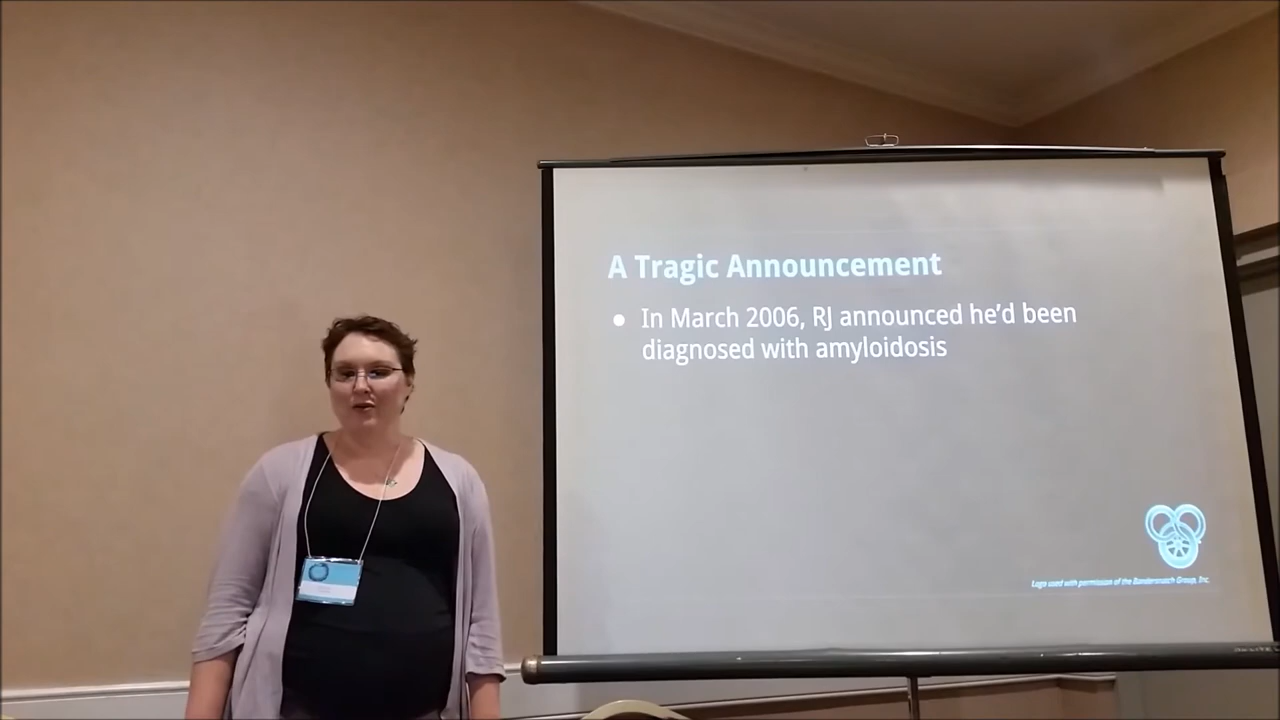 A Tragic Announcement
● In March 2006, RJ announced he’d been
diagnosed with amyloidosis
Logo used with permission of the Bandersnatch Group, Inc.